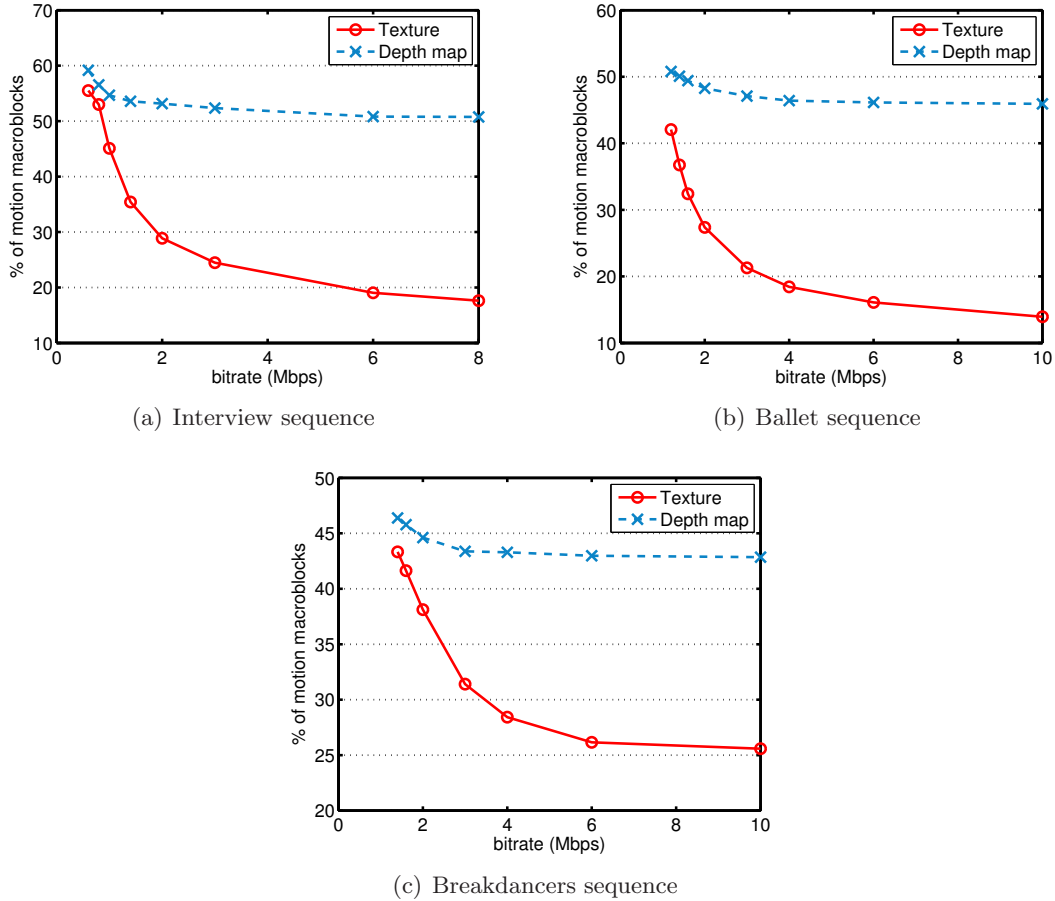 70
60
50
40
30
20
10
0 2 4 6 8
% of motion macroblocks
bitrate (Mbps)
Texture
Depth map
(a) Interview sequence
60
50
40
30
20
10
0 2 4 6 8 10
% of motion macroblocks
bitrate (Mbps)
Texture
Depth map
(b) Ballet sequence
50
45
40
35
30
25
20
0 2 4 6 8 10
% of motion macroblocks
bitrate (Mbps)
Texture
Depth map
(c) Breakdancers sequence